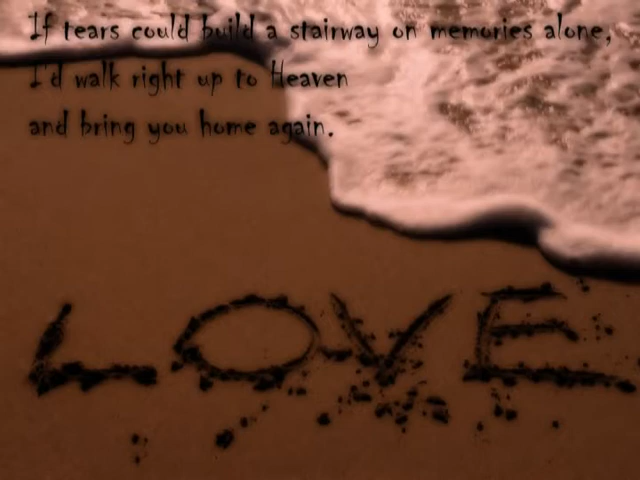 If tears could build a stairway on memories alone,
I'd walk right up to Heaven
and bring you home again.
LOVE